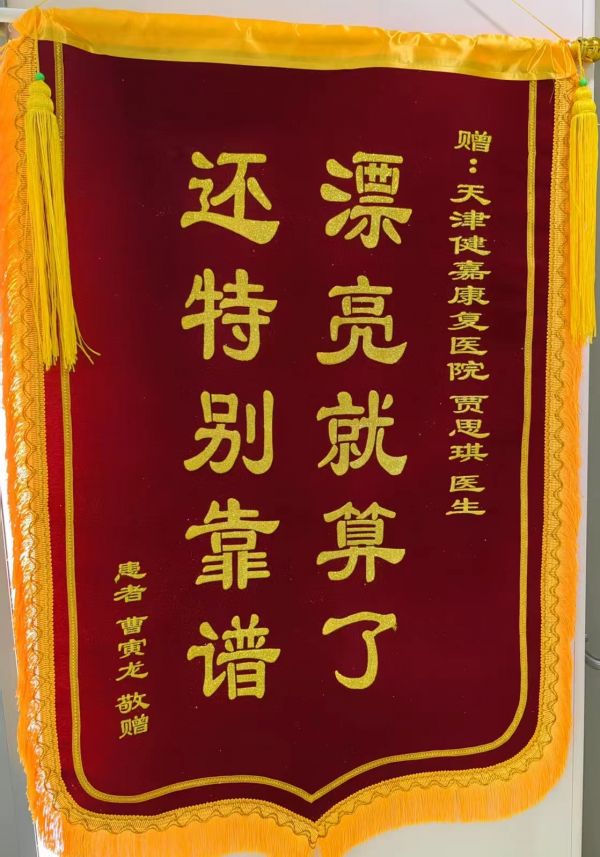 赠：天津健嘉康复医院 贾思琪 医生
漂亮就算了
还特别靠谱
患者 曹寅龙 敬赠